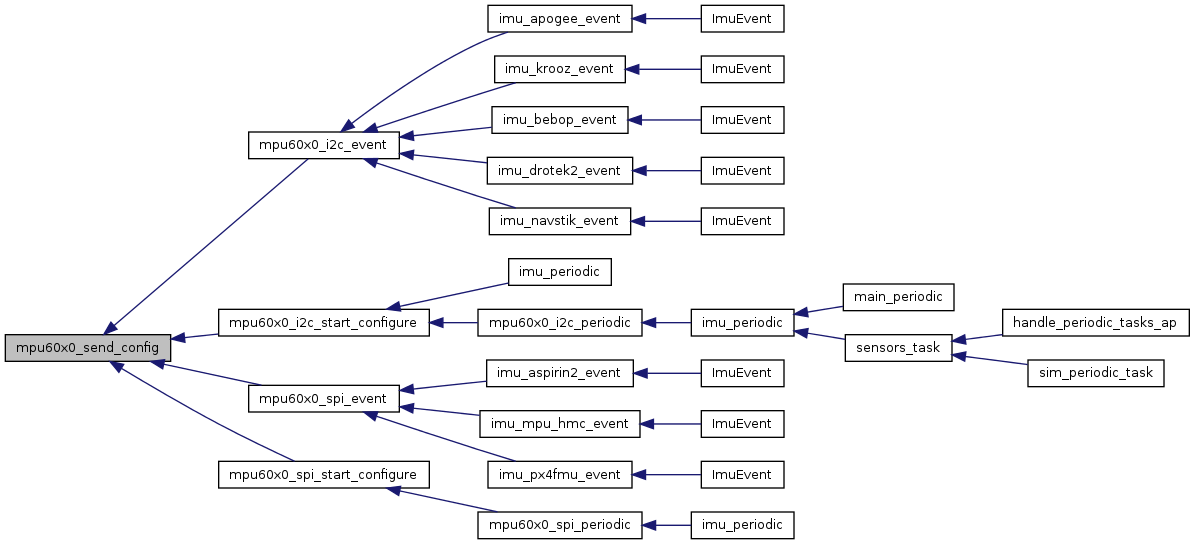 imu_apogee_event
ImuEvent
imu_krooz_event
ImuEvent
imu_bebop_event
ImuEvent
mpu60x0_i2c_event
imu_drotek2_event
ImuEvent
imu_navstik_event
ImuEvent
imu_periodic
main_periodic
mpu60x0_i2c_start_configure
mpu60x0_i2c_periodic
imu_periodic
handle_periodic_tasks_ap
mpu60x0_send_config
sensors_task
imu_aspirin2_event
ImuEvent
sim_periodic_task
mpu60x0_spi_event
imu_mpu_hmc_event
ImuEvent
mpu60x0_spi_start_configure
imu_px4fmu_event
ImuEvent
mpu60x0_spi_periodic
imu_periodic